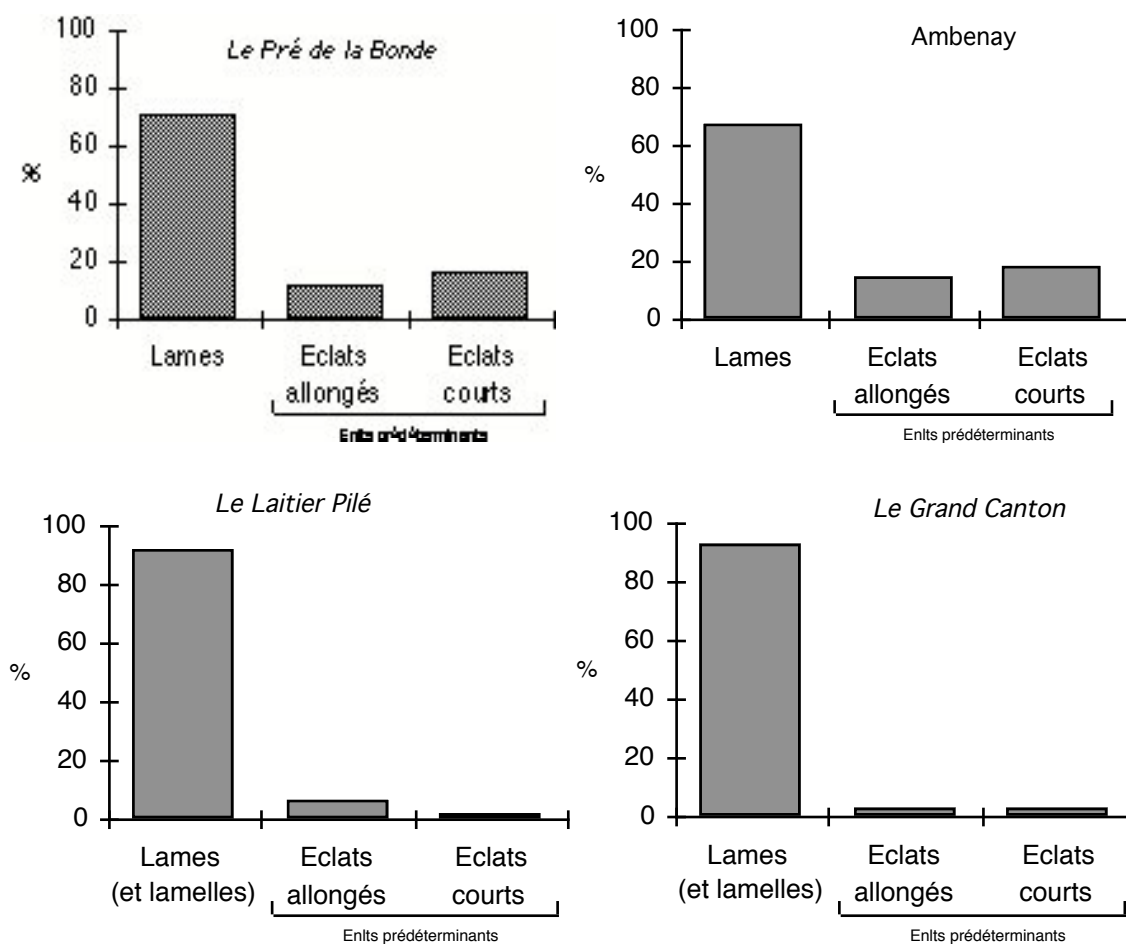 Le Pré de la Bonde
100
80
60
40
20
0
%
Lames
Eclats
allongés
Eclats
courts
Enlts prédéterminants
Ambenay
100
80
60
40
20
0
%
Lames
Eclats
allongés
Eclats
courts
Enlts prédéterminants
Le Laitier Pilé
100
80
60
40
20
0
%
Lames
(et lamelles)
Eclats
allongés
Eclats
courts
Enlts prédéterminants
Le Grand Canton
100
80
60
40
20
0
%
Lames
(et lamelles)
Eclats
allongés
Eclats
courts
Enlts prédéterminants